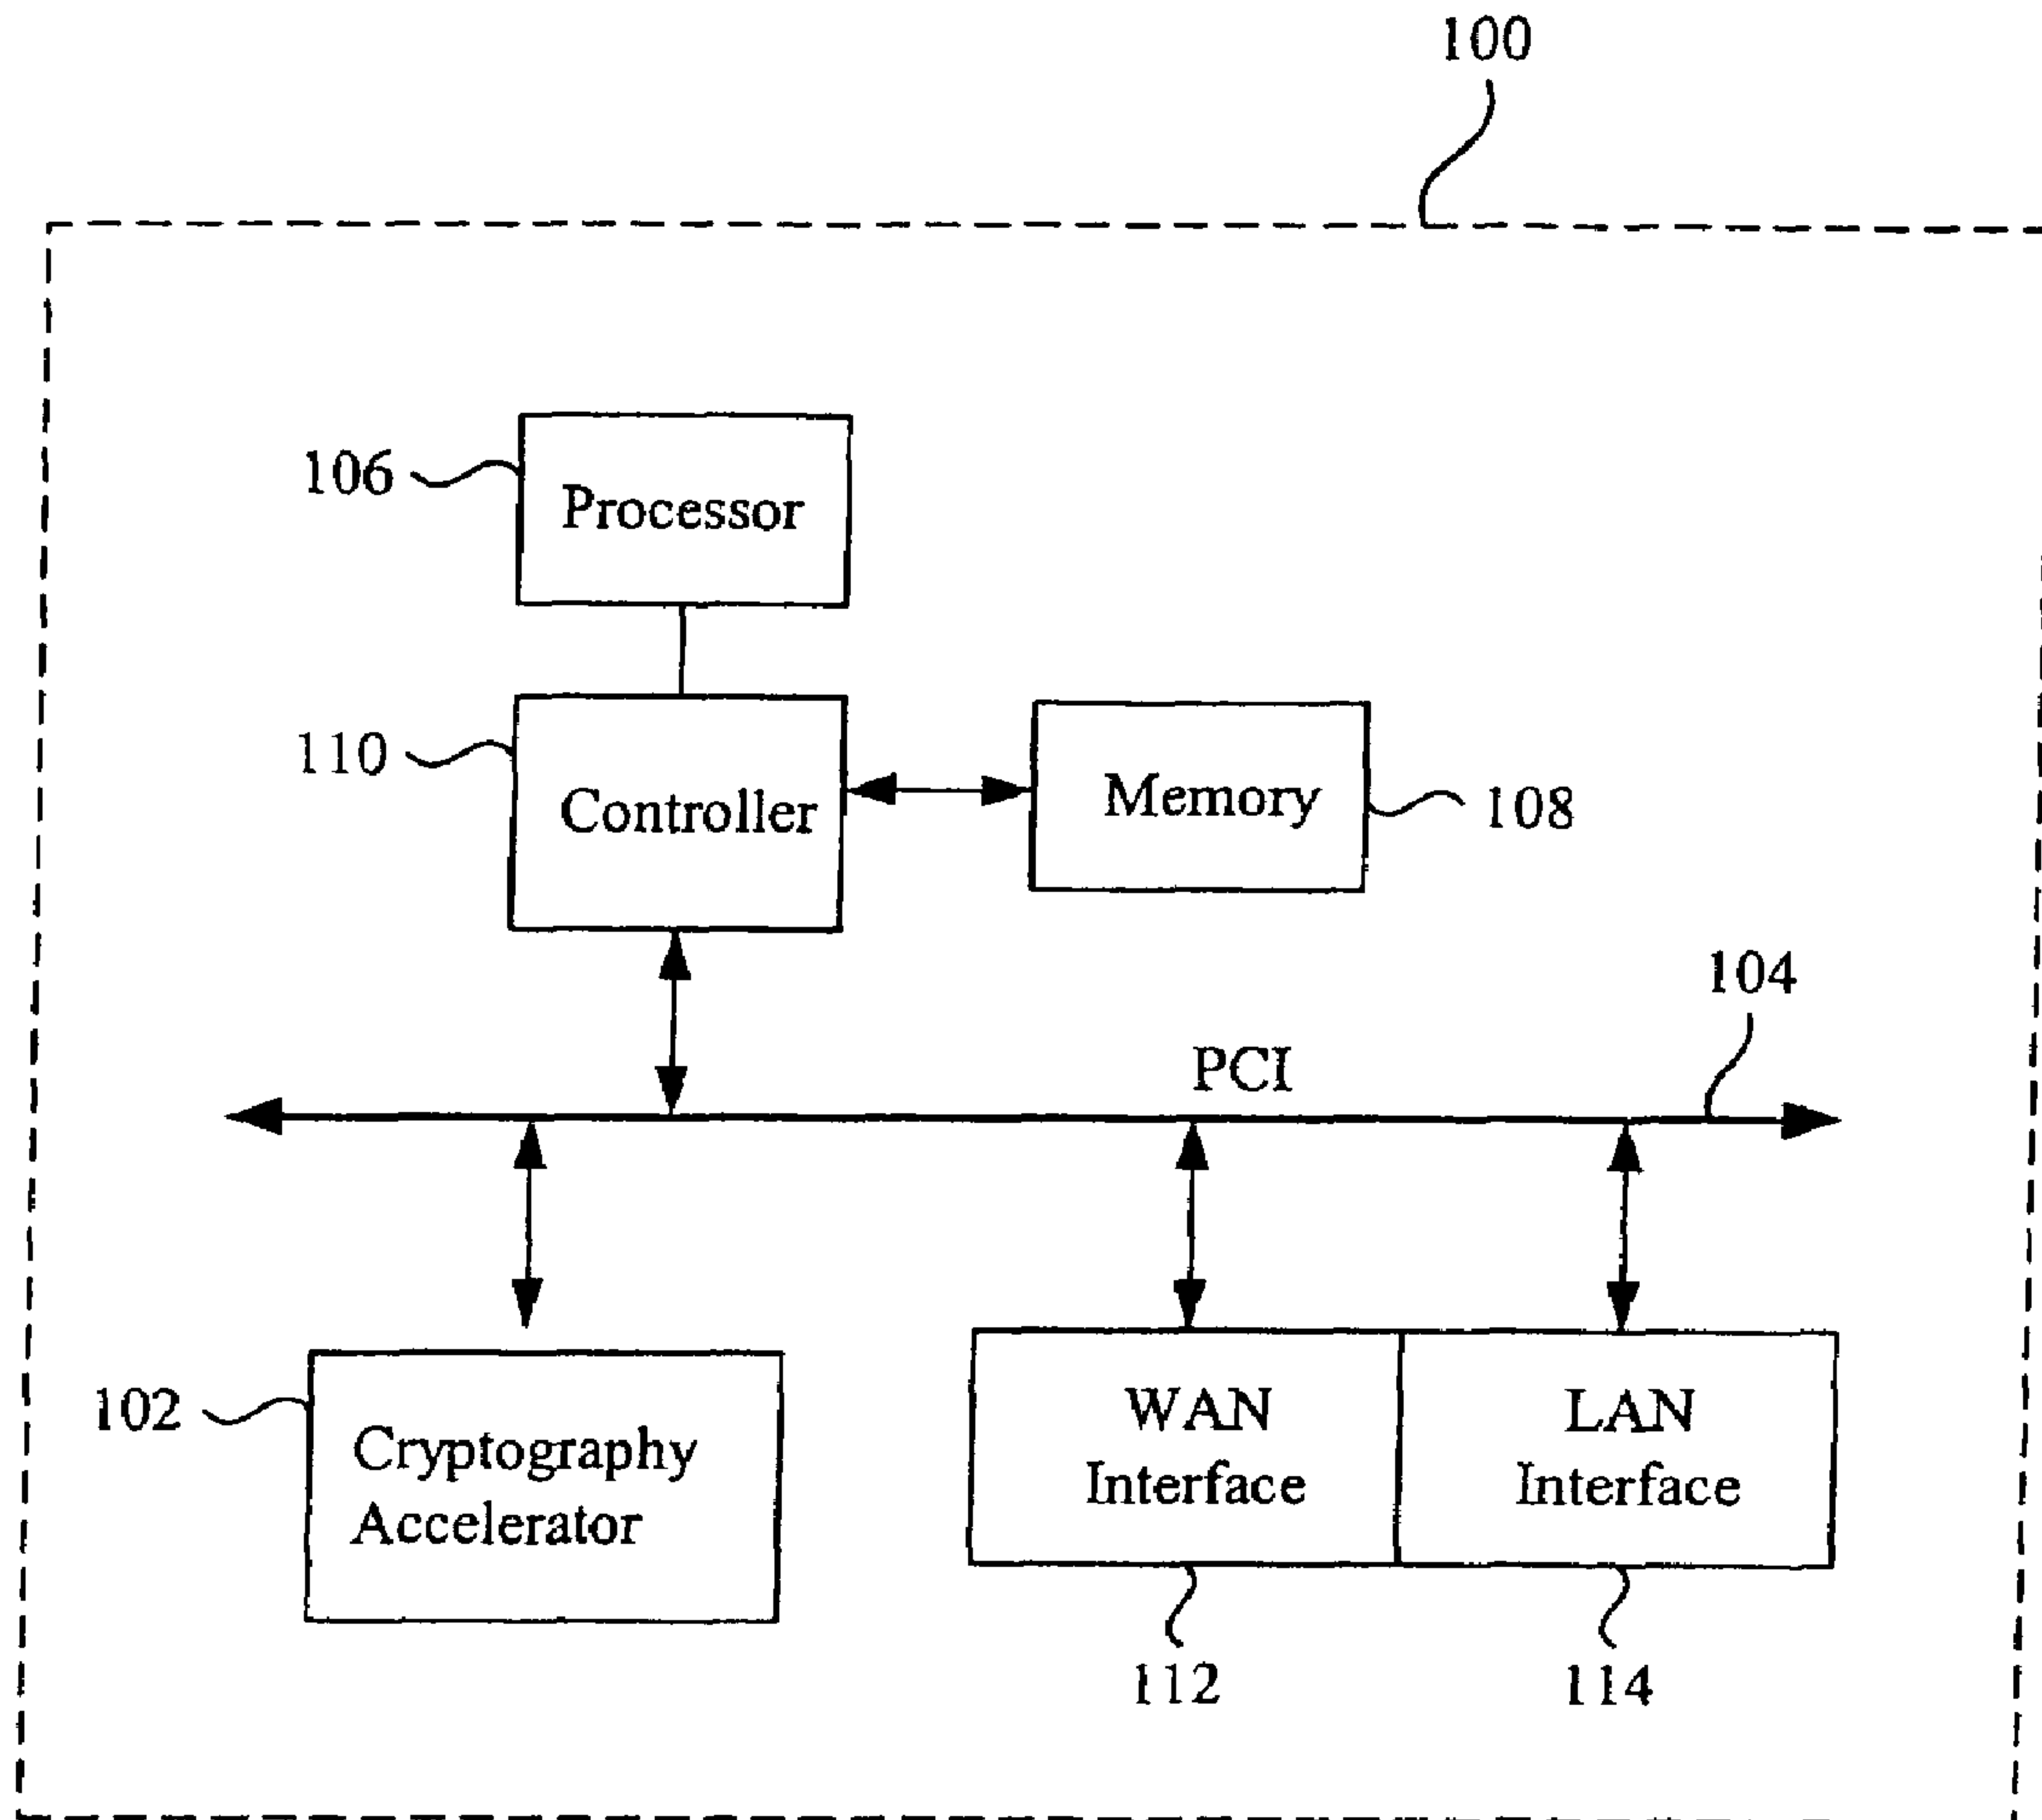 100
106
Processor
110
Controller
Memory
108
104
PCI
102
Cryptography
Accelerator
WAN
Interface
LAN
Interface
112
114